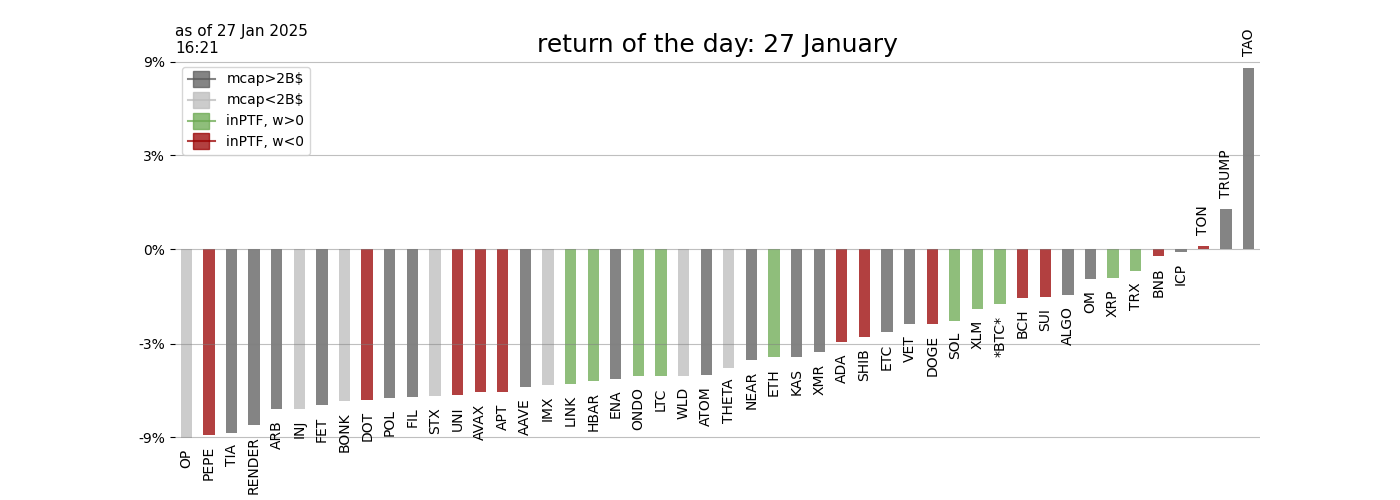 as of 27 Jan 2025
16:21
return of the day: 27 January
9%
3%
0%
-3%
-9%
mcap>2B$
mcap<2B$
inPTF, w>0
inPTF, w<0
OP
PEPE
TIA
RENDER
ARB
INJ
FET
BONK
DOT
POL
FIL
STX
UNI
AVAX
APT
AAVE
IMX
LINK
HBAR
ENA
ONDO
LTC
WLD
ATOM
THETA
NEAR
ETH
KAS
XMR
ADA
SHIB
ETC
VET
DOGE
SOL
XLM
*BTC*
BCH
SUI
ALGO
OM
XRP
TRX
BNB
ICP
TON
TRUMP
TAO